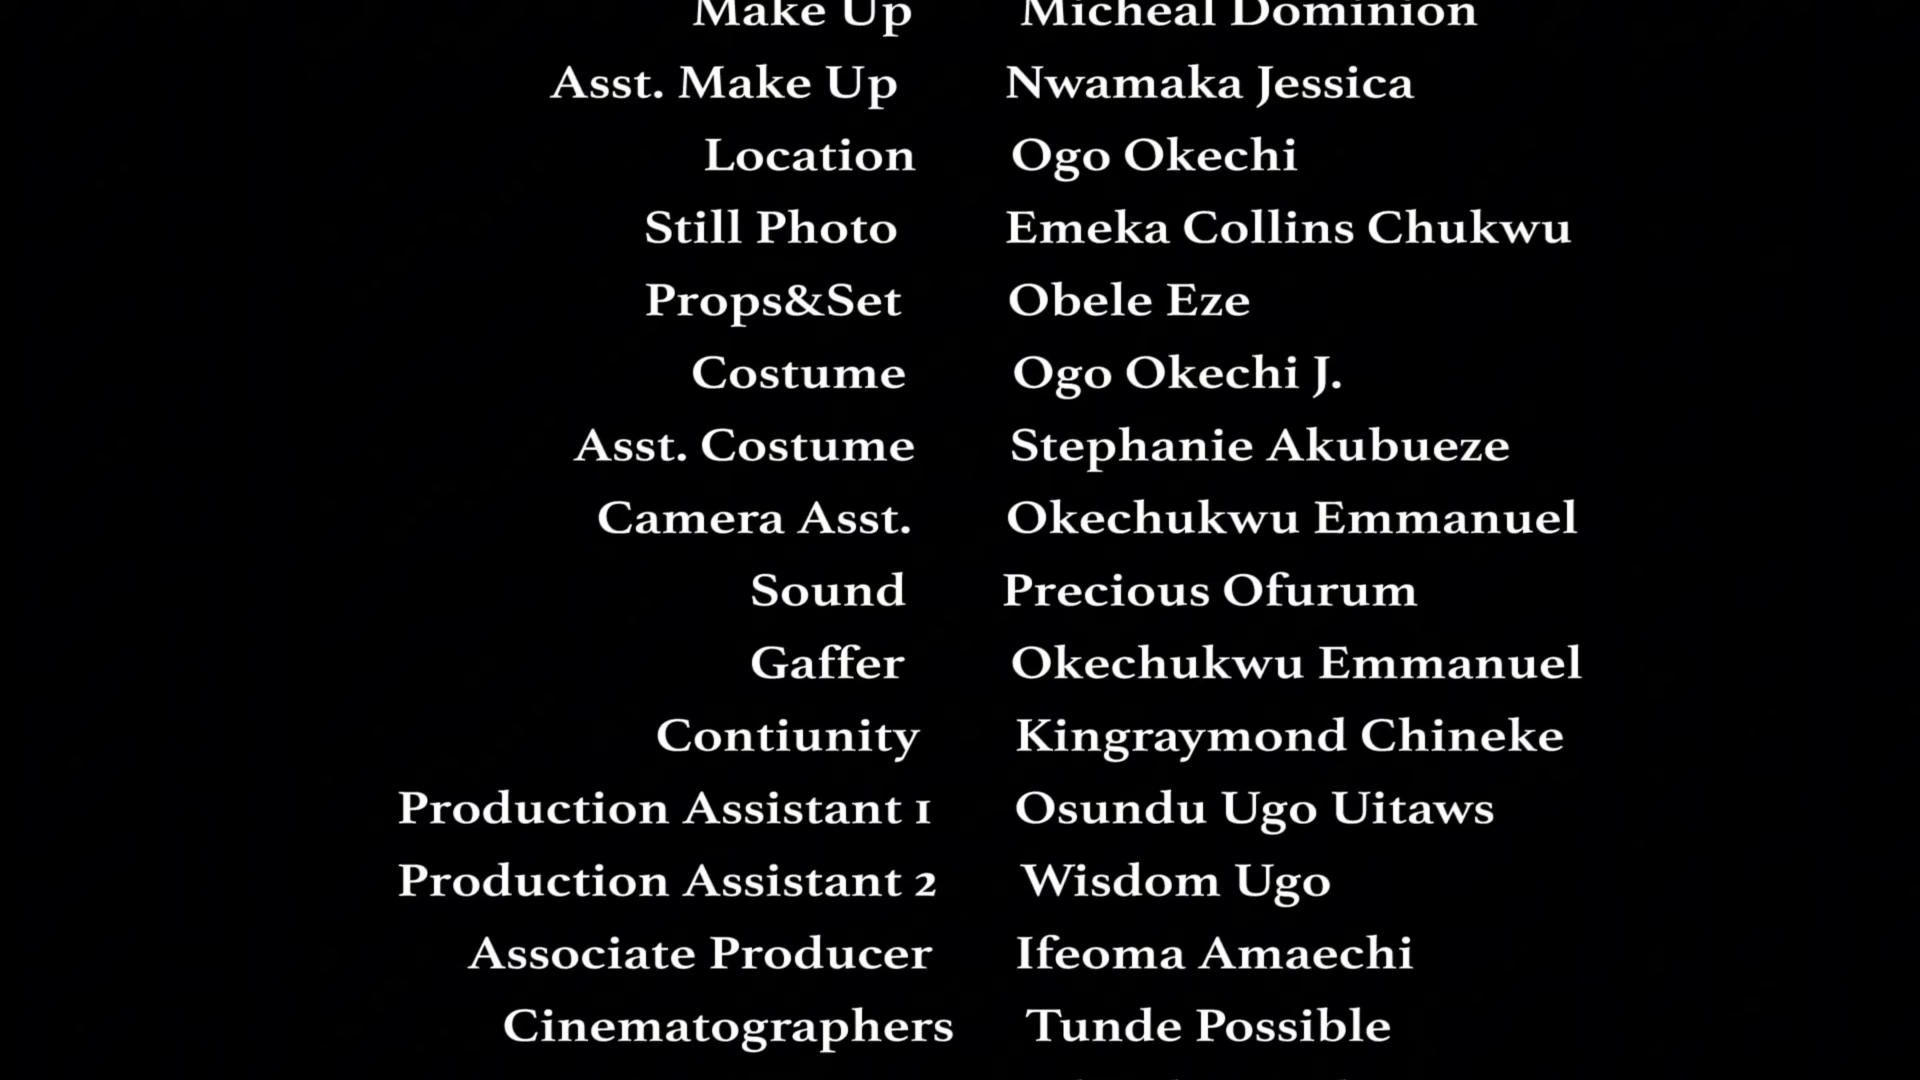 Make Up Micheal Dominion
Asst. Make Up Nwamaka Jessica
Location Ogo Okechi
Still Photo Emeka Collins Chukwu
Props&Set Obele Eze
Costume Ogo Okechi J.
Asst. Costume Stephanie Akubueze
Camera Asst. Okechukwu Emmanuel
Sound Precious Ofurum
Gaffer Okechukwu Emmanuel
Contiunity Kingraymond Chineke
Production Assistant 1 Osundu Ugo Uitaws
Production Assistant 2 Wisdom Ugo
Associate Producer Ifeoma Amaechi
Cinematographers Tunde Possible